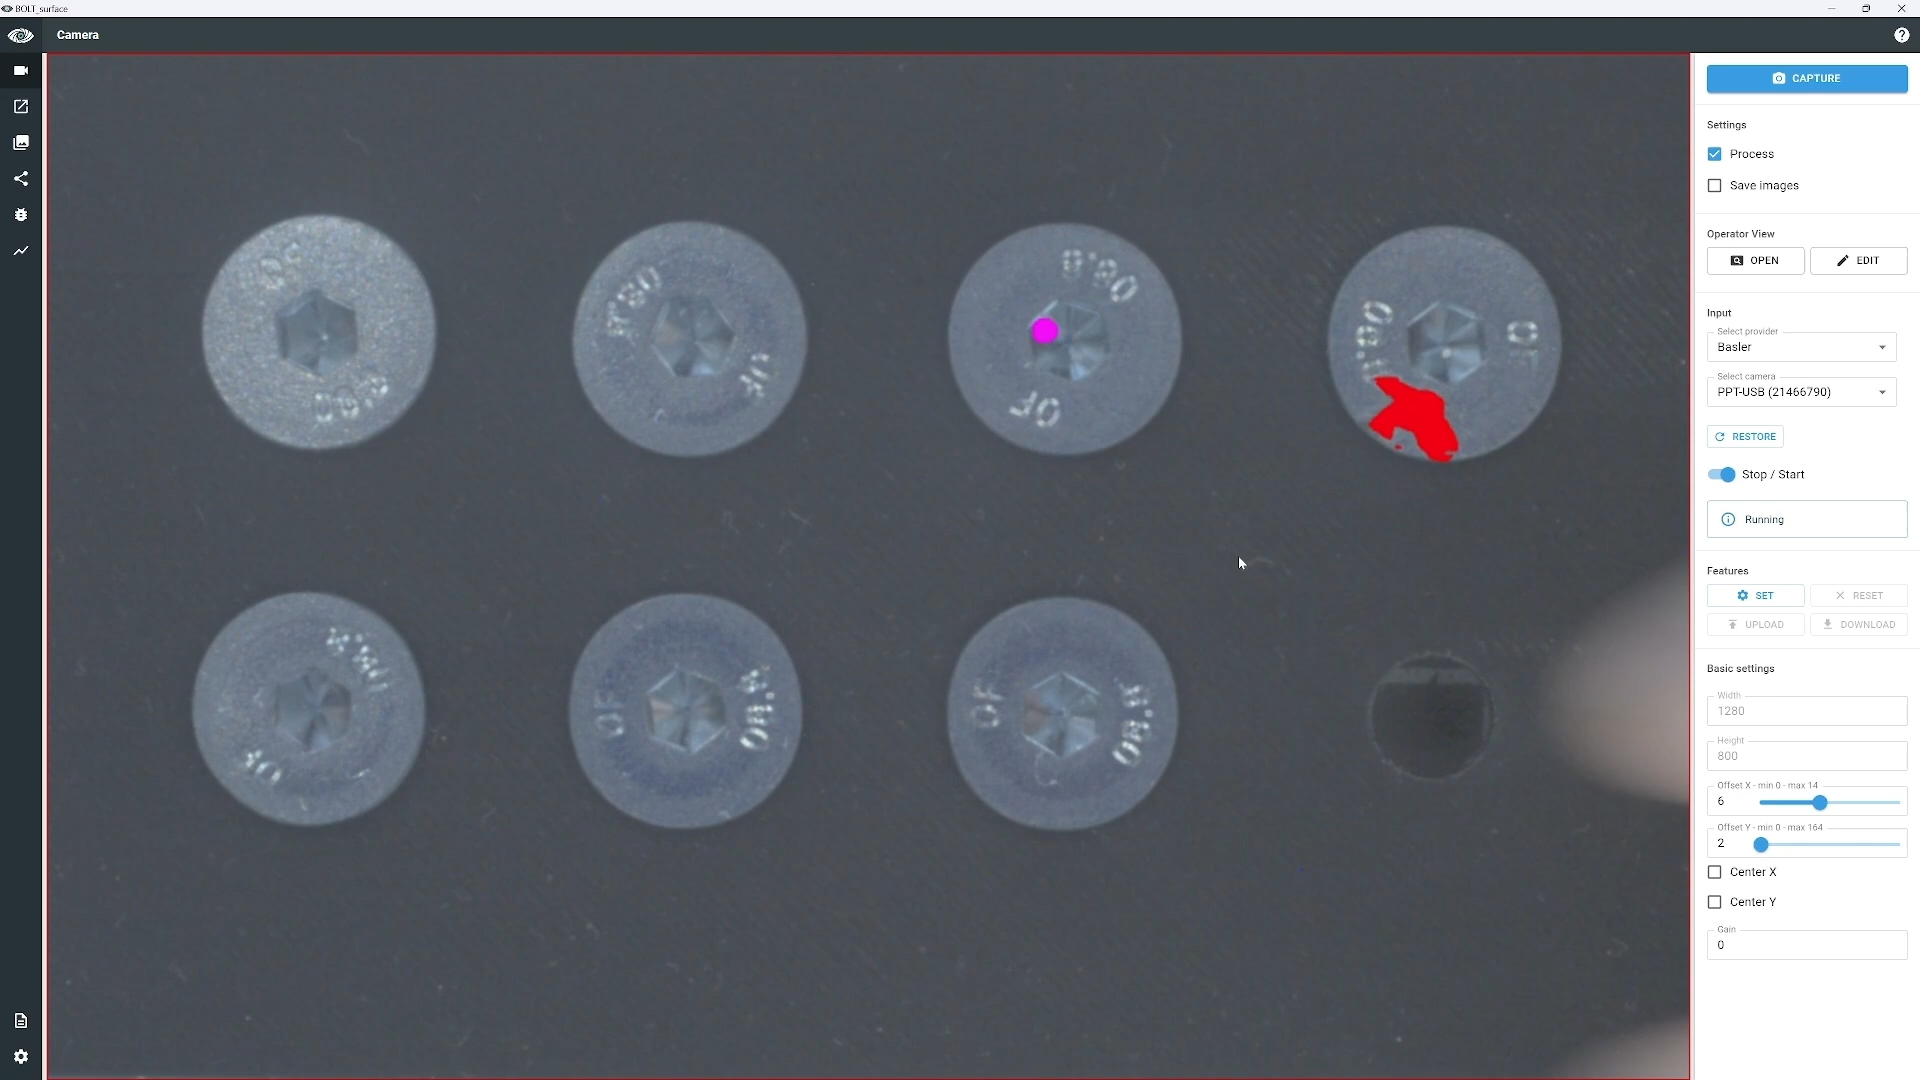 BOLT_surface
Camera
CAPTURE
Settings
Process
Save images
Operator View
OPEN
EDIT
Input
Select provider
Basler
Select camera
PPT-USB (21466790)
RESTORE
Stop / Start
Running
Features
SET
RESET
UPLOAD
DOWNLOAD
Basic settings
Width
1280
Height
800
Offset X - min 0 - max 14
6
Offset Y - min 0 - max 164
2
Center X
Center Y
Gain
0